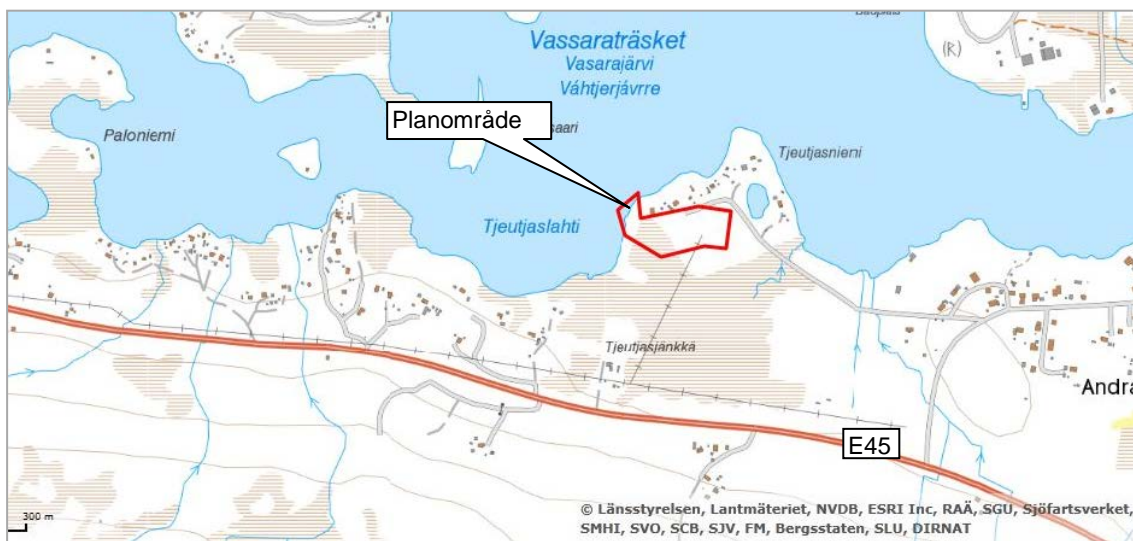 Vassaraträsket
Vasarajärvi
Váhtjerjávrre
(R)
Planområde
saari
Paloniemi
Tjeutjasniemi
Tjeutjaslahti
Tjeutjasjänkkä
Andra
E45
300 m
© Länsstyrelsen, Lantmäteriet, NVDB, ESRI Inc, RAÄ, SGU, Sjöfartsverket,
SMHI, SVO, SCB, SJV, FM, Bergsstaten, SLU, DIRNAT